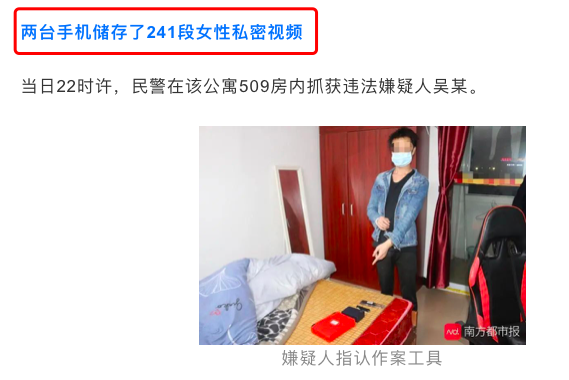 两台手机储存了241段女性私密视频
当日22时许，民警在该公寓509房内抓获违法嫌疑人吴某。
南方都市报
嫌疑人指认作案工具